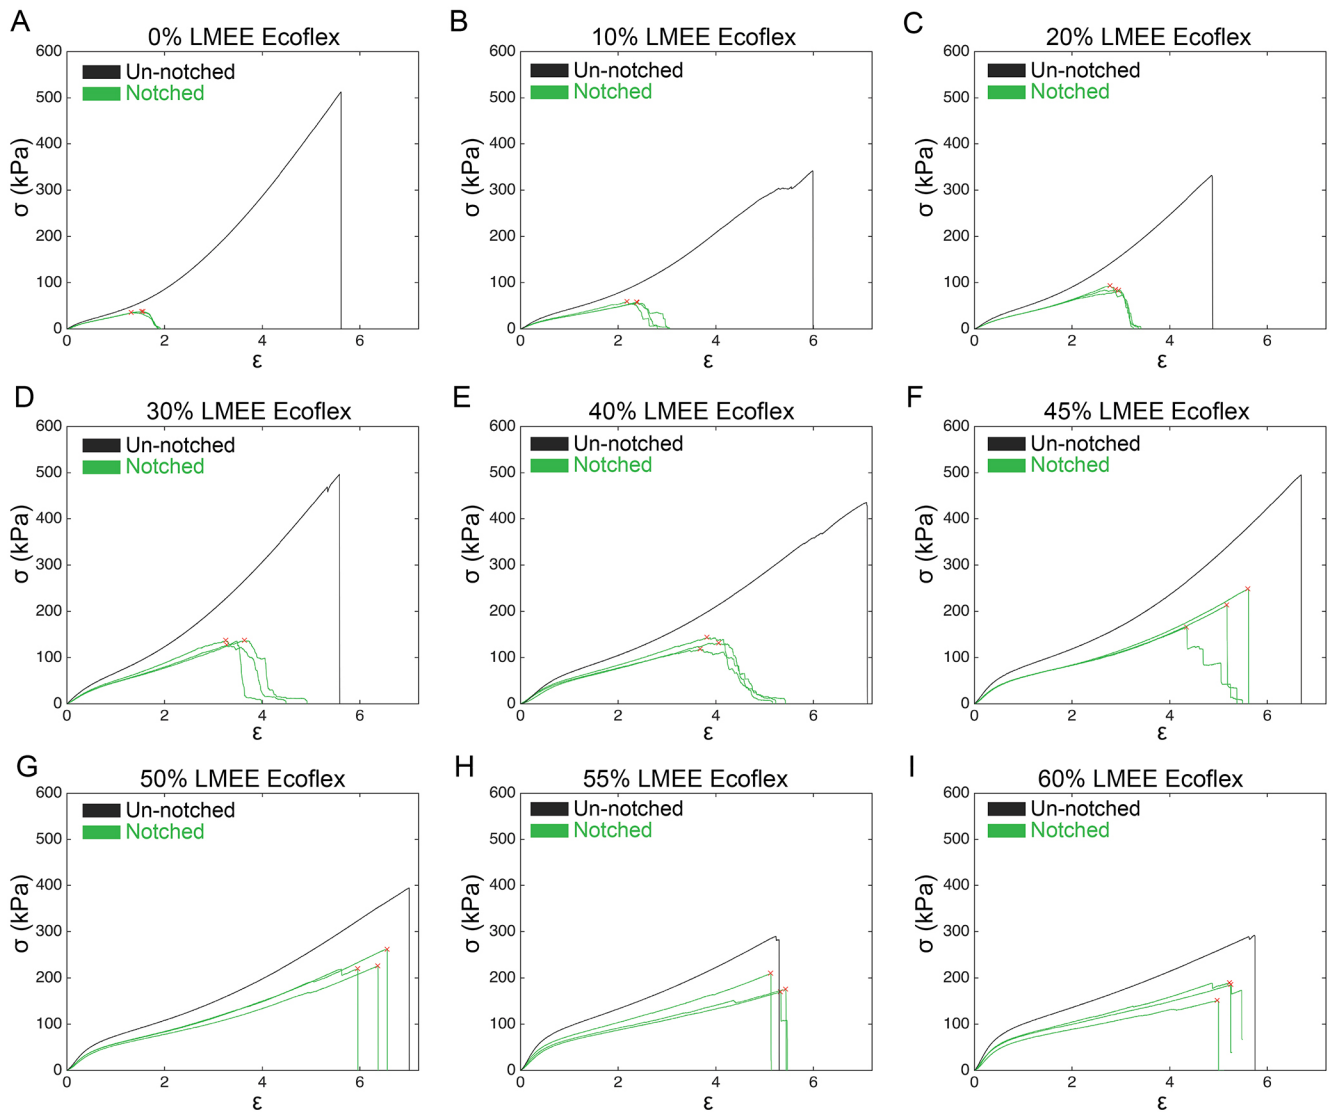 A
0% LMEE Ecoflex
600
500
400
300
200
100
0
σ (kPa)
Un-notched
Notched
0
2
4
6
ε
B
10% LMEE Ecoflex
600
500
400
300
200
100
0
σ (kPa)
Un-notched
Notched
0
2
4
6
ε
C
20% LMEE Ecoflex
600
500
400
300
200
100
0
σ (kPa)
Un-notched
Notched
0
2
4
6
ε
D
30% LMEE Ecoflex
600
500
400
300
200
100
0
σ (kPa)
Un-notched
Notched
0
2
4
6
ε
E
40% LMEE Ecoflex
600
500
400
300
200
100
0
σ (kPa)
Un-notched
Notched
0
2
4
6
ε
F
45% LMEE Ecoflex
600
500
400
300
200
100
0
σ (kPa)
Un-notched
Notched
0
2
4
6
ε
G
50% LMEE Ecoflex
600
500
400
300
200
100
0
σ (kPa)
Un-notched
Notched
0
2
4
6
ε
H
55% LMEE Ecoflex
600
500
400
300
200
100
0
σ (kPa)
Un-notched
Notched
0
2
4
6
ε
I
60% LMEE Ecoflex
600
500
400
300
200
100
0
σ (kPa)
Un-notched
Notched
0
2
4
6
ε